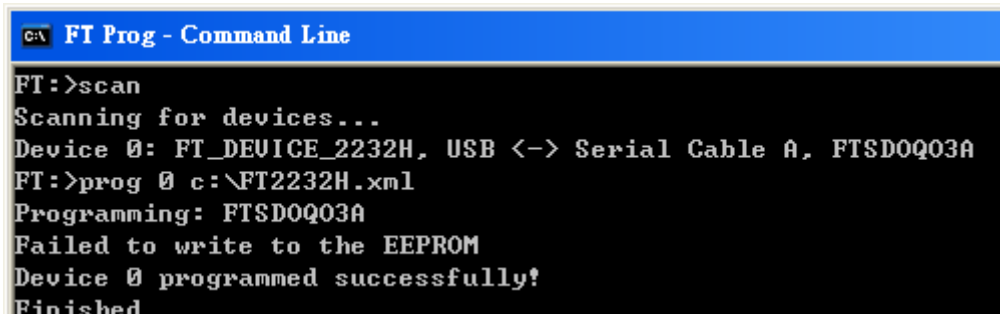 FT Prog - Command Line
FT:>scan
Scanning for devices...
Device 0: FT_DEVICE_2232H, USB <-> Serial Cable A, FTSDOQO3A
FT:>prog 0 c:\FT2232H.xml
Programming: FTSDOQO3A
Failed to write to the EEPROM
Device 0 programmed successfully!
Finished